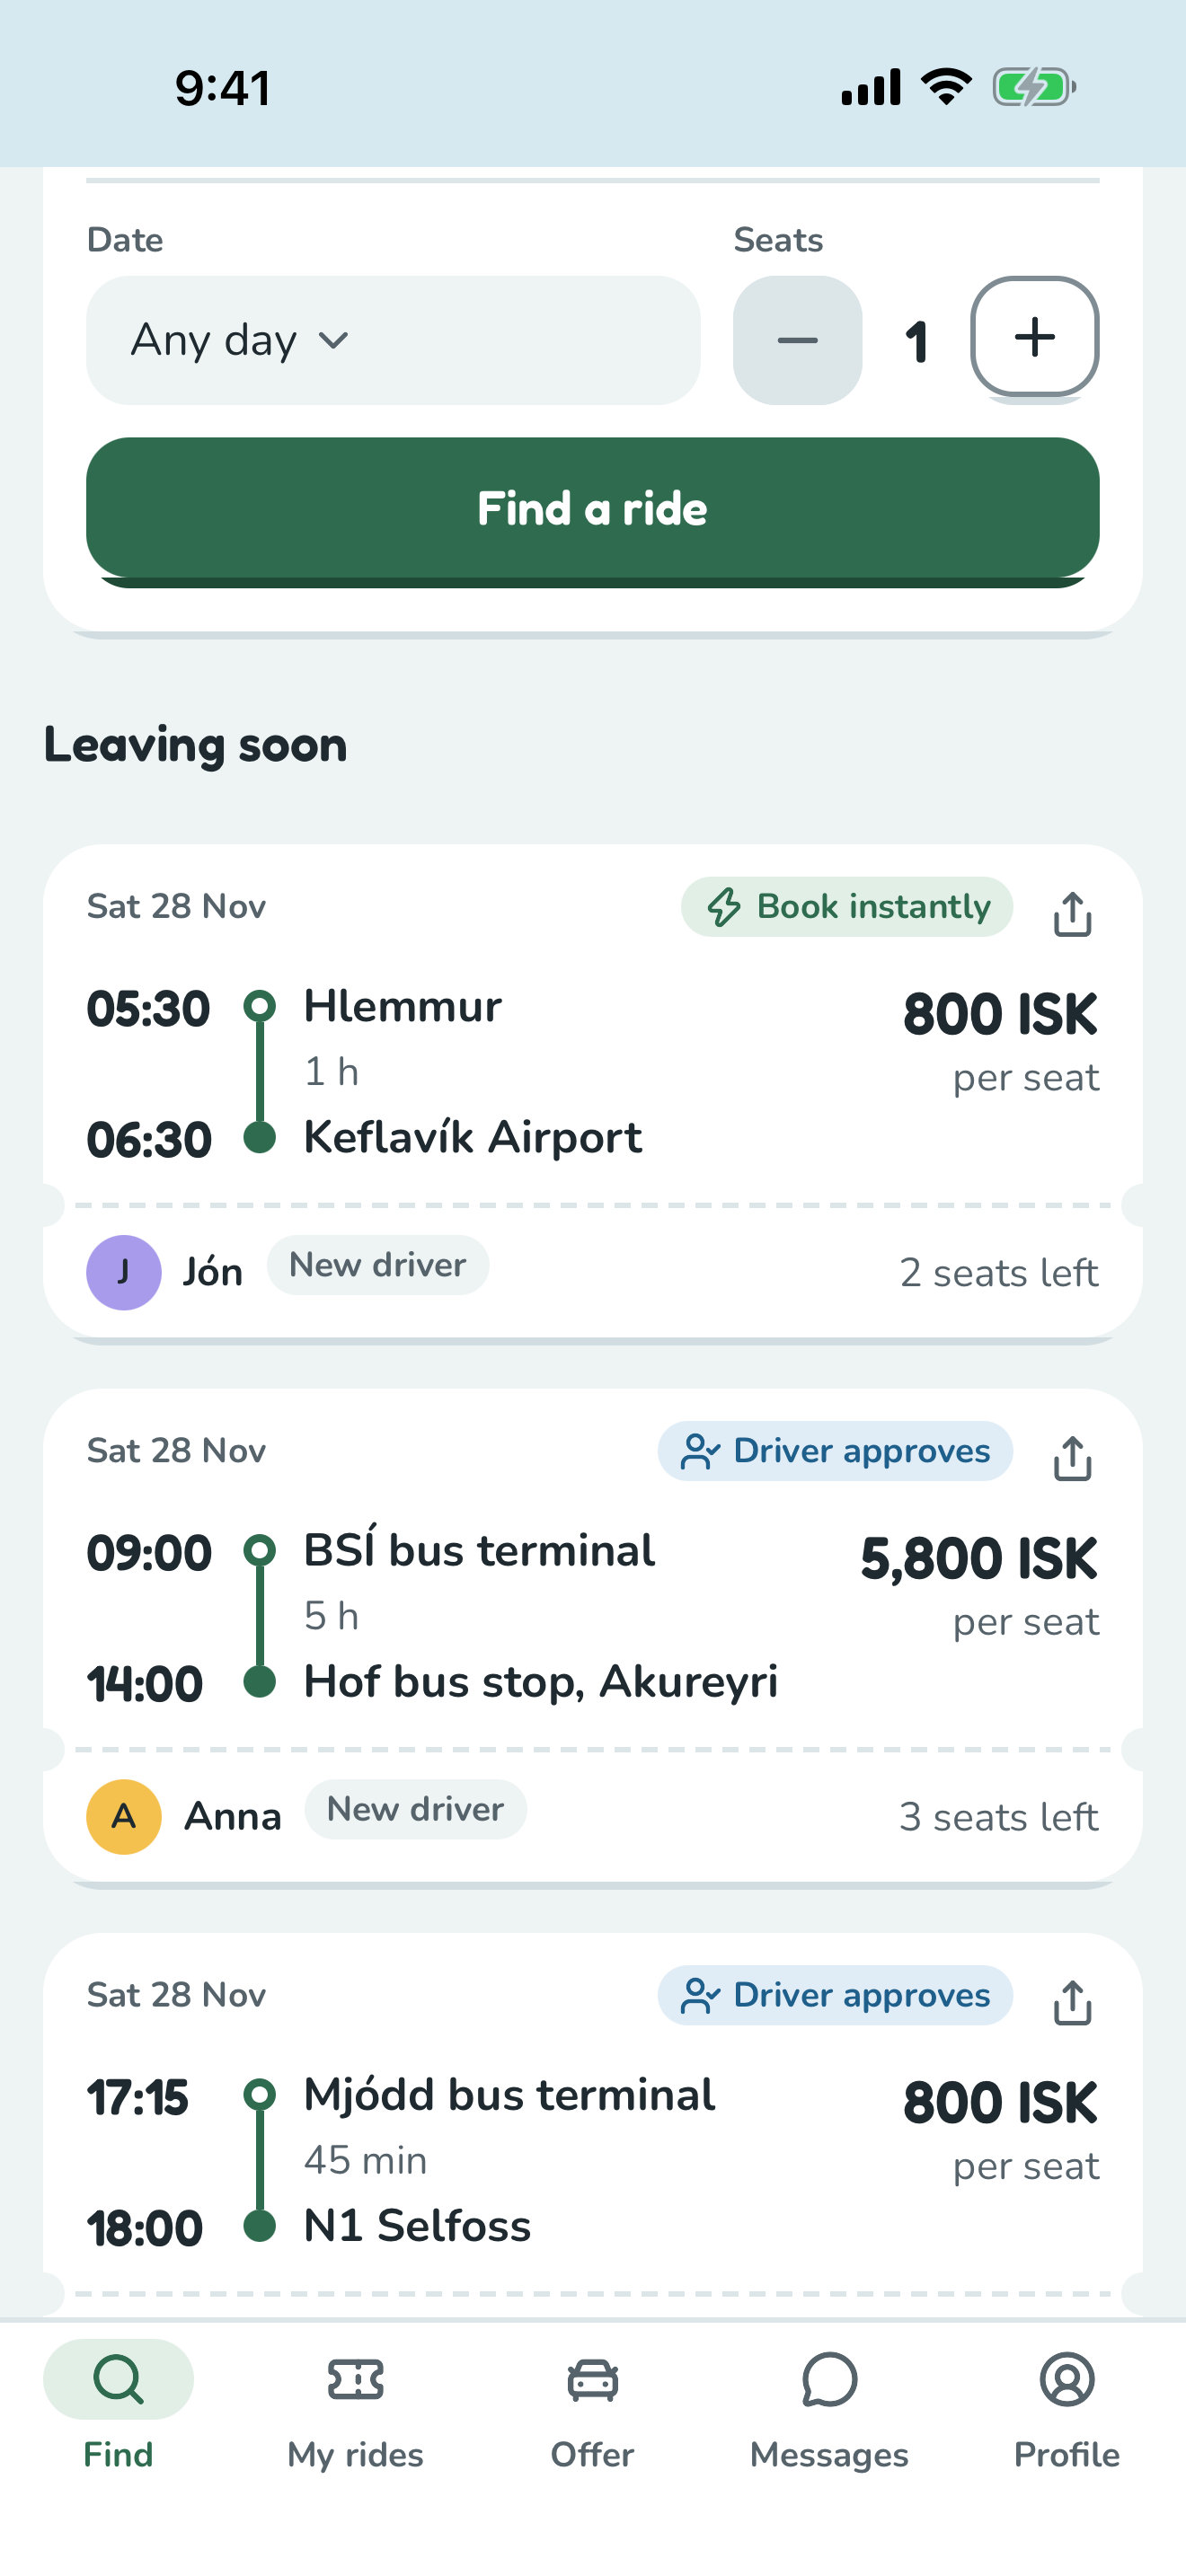 9:41
Date
Seats
Any day
1
Find a ride
Leaving soon
Sat 28 Nov
Book instantly
05:30
Hlemmur
800 ISK
1 h
per seat
06:30
Keflavík Airport
J
Jón
New driver
2 seats left
Sat 28 Nov
Driver approves
09:00
BSÍ bus terminal
5,800 ISK
5 h
per seat
14:00
Hof bus stop, Akureyri
A
Anna
New driver
3 seats left
Sat 28 Nov
Driver approves
17:15
Mjódd bus terminal
800 ISK
45 min
per seat
18:00
N1 Selfoss
Find
My rides
Offer
Messages
Profile